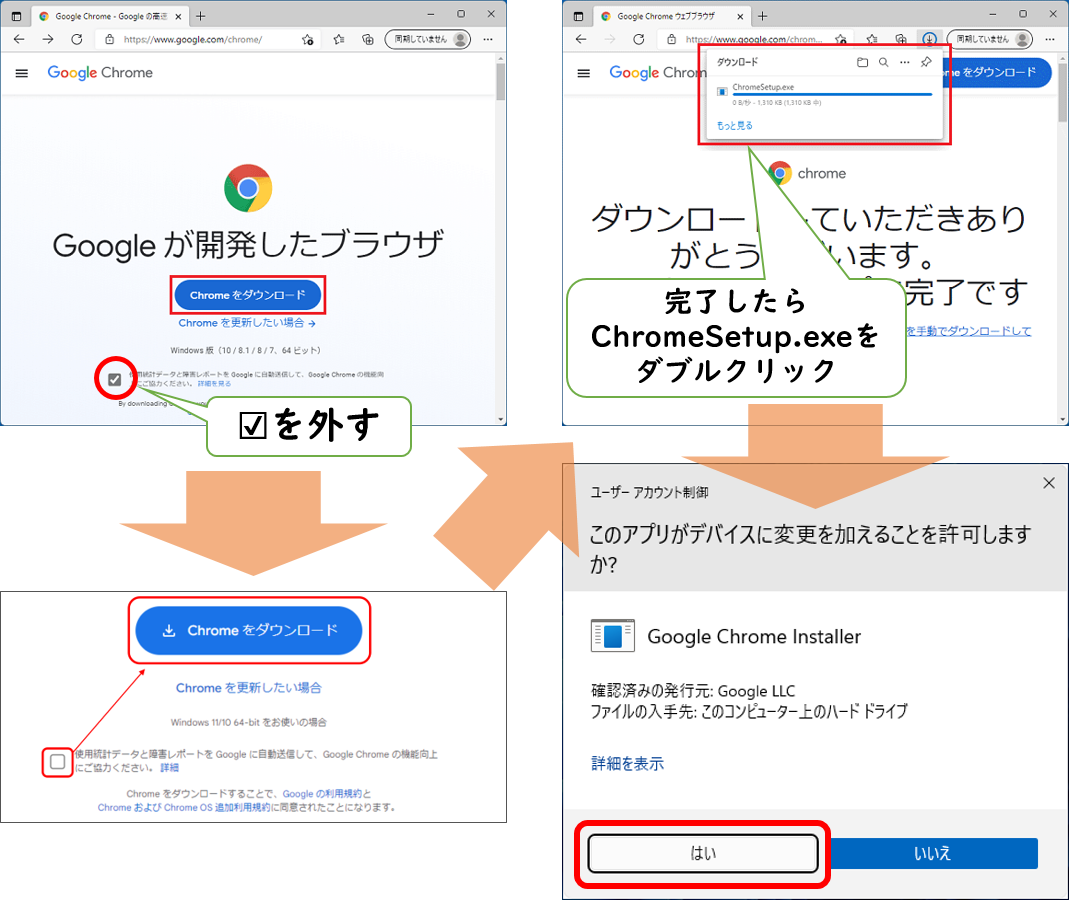 Google Chrome - Google の高速
https://www.google.com/chrome/
同期していません
Google Chrome
Google が開発したブラウザ
Chrome をダウンロード
Chrome を更新したい場合 →
Windows 版（10 / 8.1 / 8 / 7、64 ビット）
使用統計データと障害レポートを Google に自動送信して、Google Chrome の機能向
にご協力ください。 詳細を見る
By downloading
☑を外す
Chrome をダウンロード
Chrome を更新したい場合
Windows 11/10 64-bit をお使いの場合
使用統計データと障害レポートを Google に自動送信して、Google Chrome の機能向上
にご協力ください。 詳細
Chrome をダウンロードすることで、Google の利用規約と
Chrome および Chrome OS 追加利用規約に同意されたことになります。
Google Chrome ウェブブラウザ
https://www.google.com/chrom...
同期していません
Google Chrom
me をダウンロード
ダウンロード
ChromeSetup.exe
0 B/秒 - 1,310 KB (1,310 KB 中)
もっと見る
chrome
ダウンロー していただきあり
がとう います。
完了です
を手動でダウンロードして
完了したら
ChromeSetup.exeを
ダブルクリック
ユーザー アカウント制御
このアプリがデバイスに変更を加えることを許可します
か?
Google Chrome Installer
確認済みの発行元: Google LLC
ファイルの入手先: このコンピューター上のハード ドライブ
詳細を表示
はい
いいえ